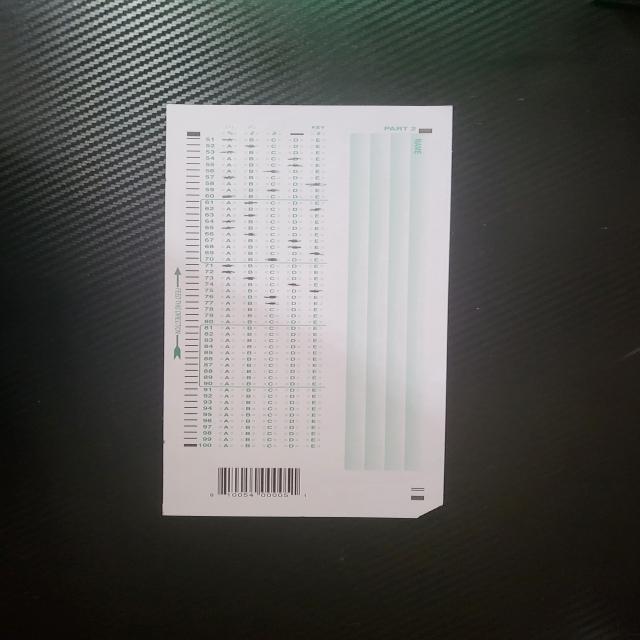 KEY PART 2
NAME
51 A B C D E
52 A B C D E
53 A B C D E
54 A B C D E
55 A B C D E
56 A B C D E
57 A B C D E
58 A B C D E
59 A B C D E
60 A B C D E
61 A B C D E
62 A B C D E
63 A B C D E
64 A B C D E
65 A B C D E
66 A B C D E
67 A B C D E
68 A B C D E
69 A B C D E
70 A B C D E
71 A B C D E
72 A B C D E
73 A B C D E
74 A B C D E
75 A B C D E
76 A B C D E
77 A B C D E
78 A B C D E
79 A B C D E
80 A B C D E
81 A B C D E
82 A B C D E
83 A B C D E
84 A B C D E
85 A B C D E
86 A B C D E
87 A B C D E
88 A B C D E
89 A B C D E
90 A B C D E
91 A B C D E
92 A B C D E
93 A B C D E
94 A B C D E
95 A B C D E
96 A B C D E
97 A B C D E
98 A B C D E
99 A B C D E
100 A B C D E
FEED THIS DIRECTION
0 10054 00005 1